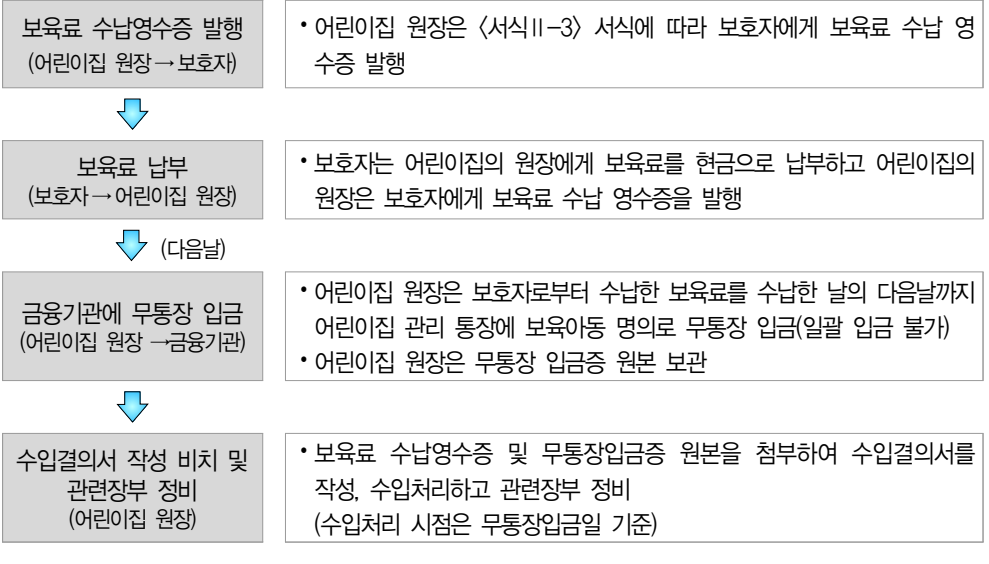 보육료 수납영수증 발행
(어린이집 원장→보호자)
• 어린이집 원장은 〈서식Ⅱ-3〉 서식에 따라 보호자에게 보육료 수납 영
수증 발행
보육료 납부
(보호자→어린이집 원장)
• 보호자는 어린이집의 원장에게 보육료를 현금으로 납부하고 어린이집의
원장은 보호자에게 보육료 수납 영수증을 발행
(다음날)
금융기관에 무통장 입금
(어린이집 원장 →금융기관)
• 어린이집 원장은 보호자로부터 수납한 보육료를 수납한 날의 다음날까지
어린이집 관리 통장에 보육아동 명의로 무통장 입금(일괄 입금 불가)
• 어린이집 원장은 무통장 입금증 원본 보관
수입결의서 작성 비치 및
관련장부 정비
(어린이집 원장)
• 보육료 수납영수증 및 무통장입금증 원본을 첨부하여 수입결의서를
작성, 수입처리하고 관련장부 정비
(수입처리 시점은 무통장입금일 기준)